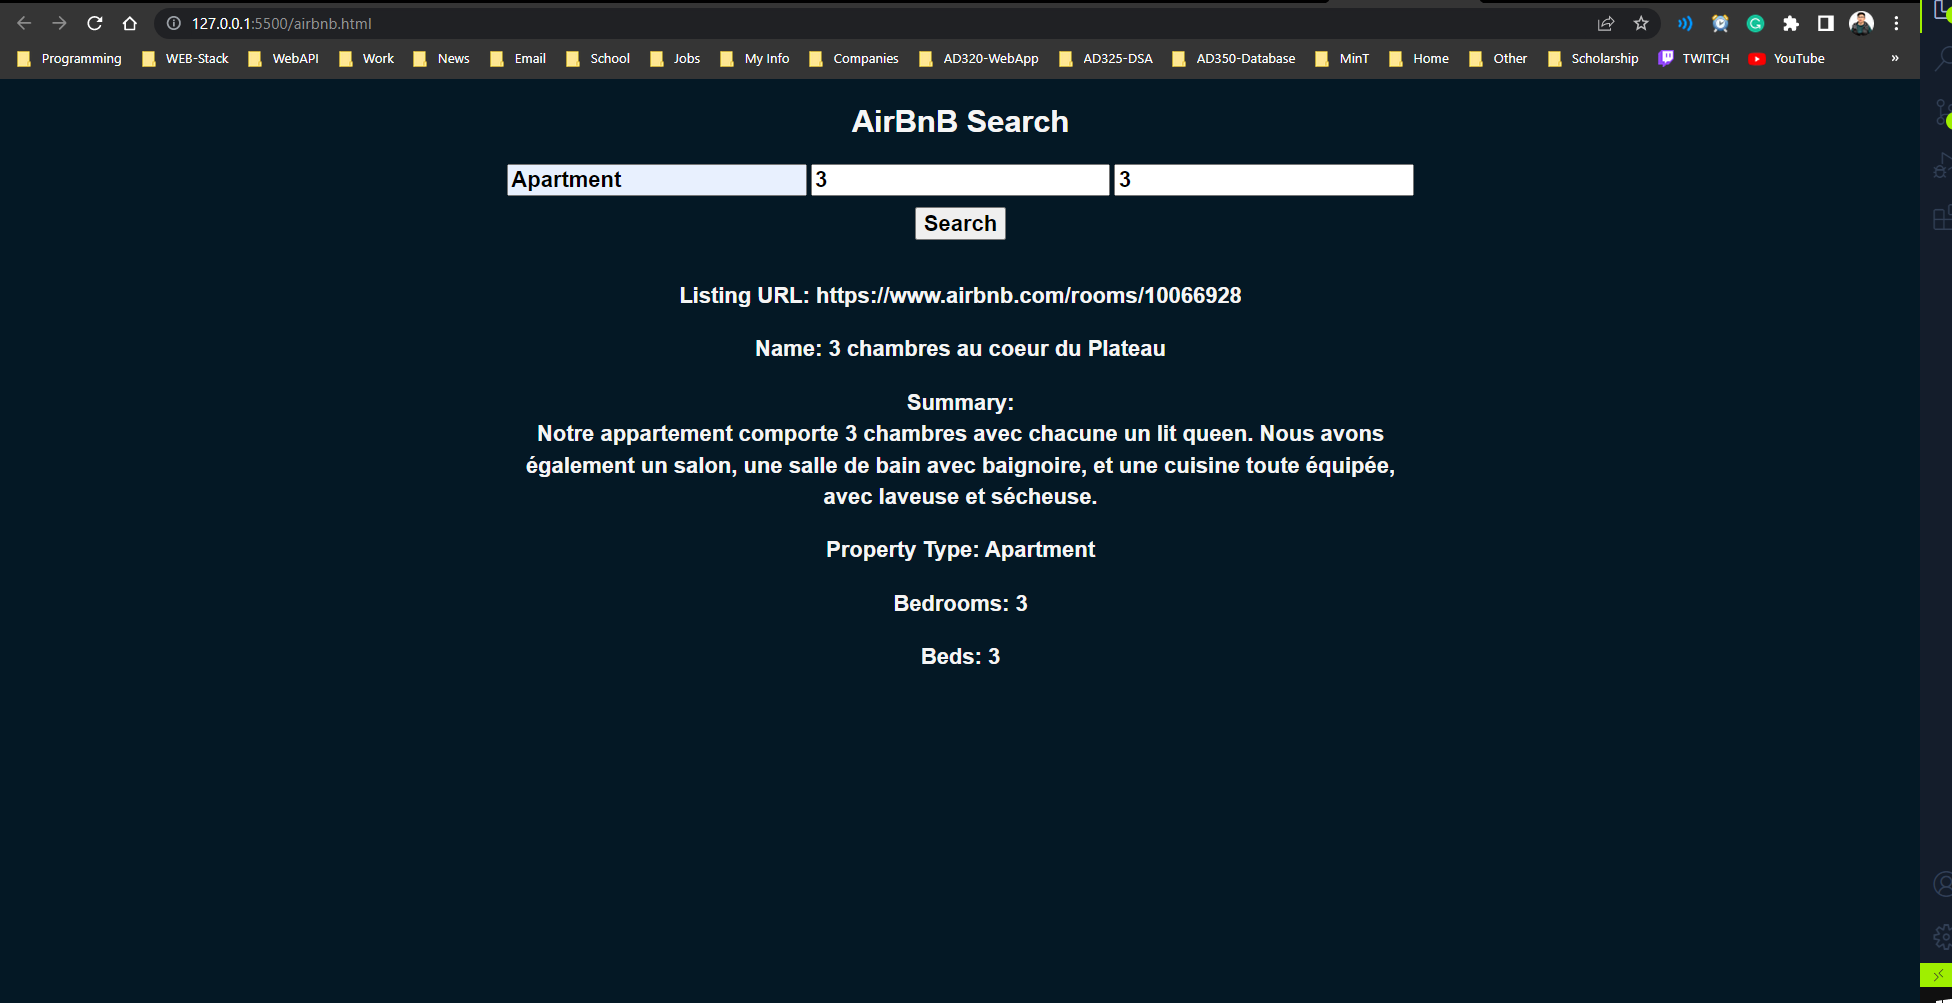 127.0.0.1:5500/airbnb.html
Programming WEB-Stack WebAPI Work News Email School Jobs My Info Companies AD320-WebApp AD325-DSA AD350-Database MinT Home Other Scholarship TWITCH YouTube »
AirBnB Search
Apartment 3 3
Search
Listing URL: https://www.airbnb.com/rooms/10066928
Name: 3 chambres au coeur du Plateau
Summary:
Notre appartement comporte 3 chambres avec chacune un lit queen. Nous avons
également un salon, une salle de bain avec baignoire, et une cuisine toute équipée,
avec laveuse et sécheuse.
Property Type: Apartment
Bedrooms: 3
Beds: 3